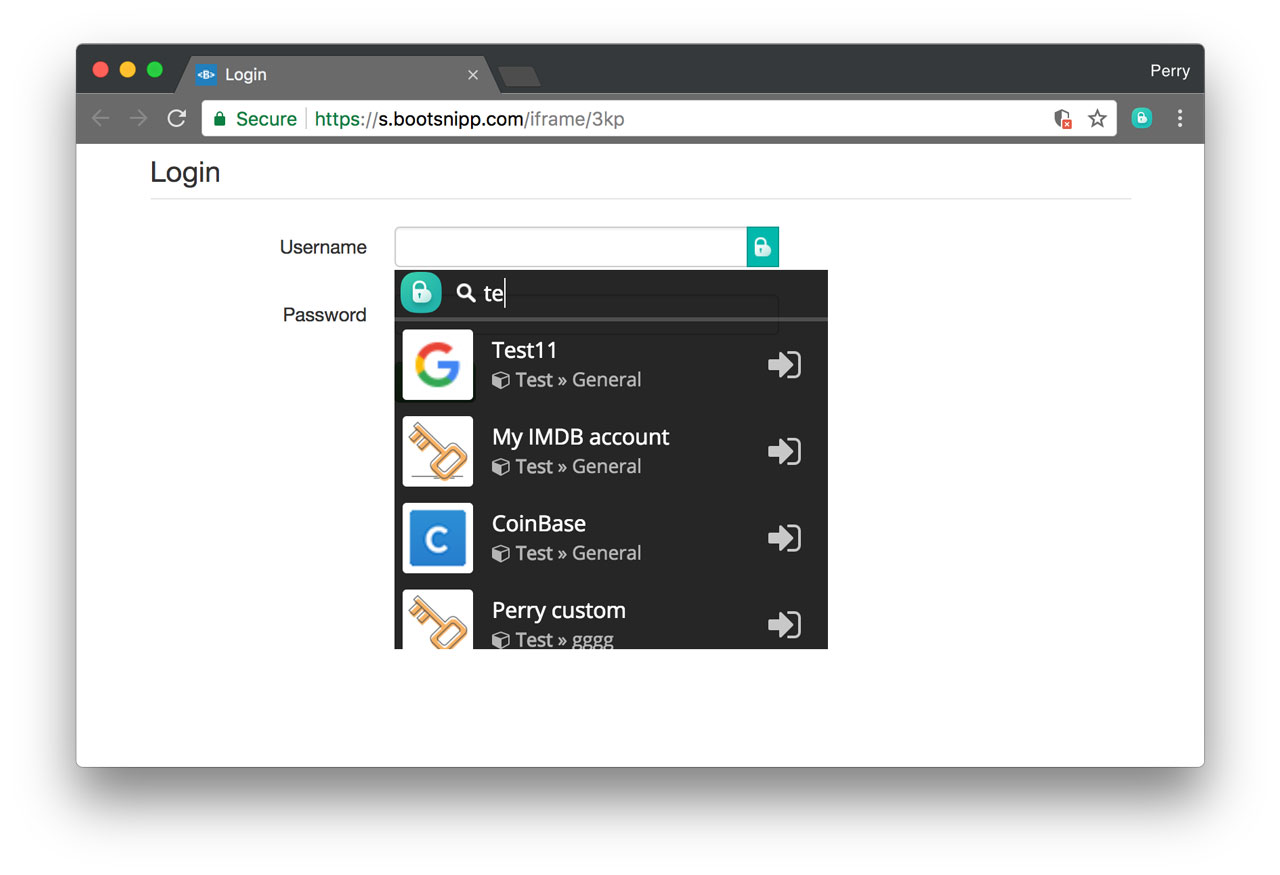 Login
Perry
Secure https://s.bootsnipp.com/iframe/3kp
Login
Username
te
Password
Test11
Test » General
My IMDB account
Test » General
CoinBase
Test » General
Perry custom
Test » gggg